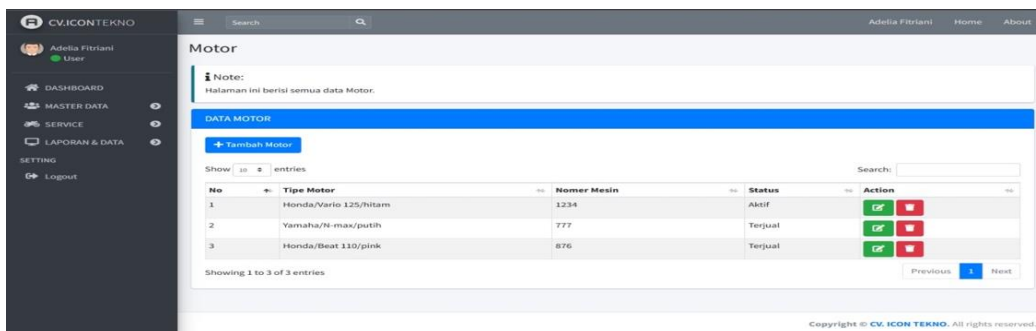 CV.ICONTEKNO
Search
Adelia Fitriani Home About
Adelia Fitriani
User
DASHBOARD
MASTER DATA
SERVICE
LAPORAN & DATA
SETTING
Logout
Motor
i Note:
Halaman ini berisi semua data Motor.
DATA MOTOR
+ Tambah Motor
Show 10 entries
Search:
No Tipe Motor Nomer Mesin Status Action
1 Honda/Vario 125/hitam 1234 Aktif
2 Yamaha/N-max/putih 777 Terjual
3 Honda/Beat 110/pink 876 Terjual
Showing 1 to 3 of 3 entries
Previous 1 Next
Copyright © CV. ICON TEKNO. All rights reserved.